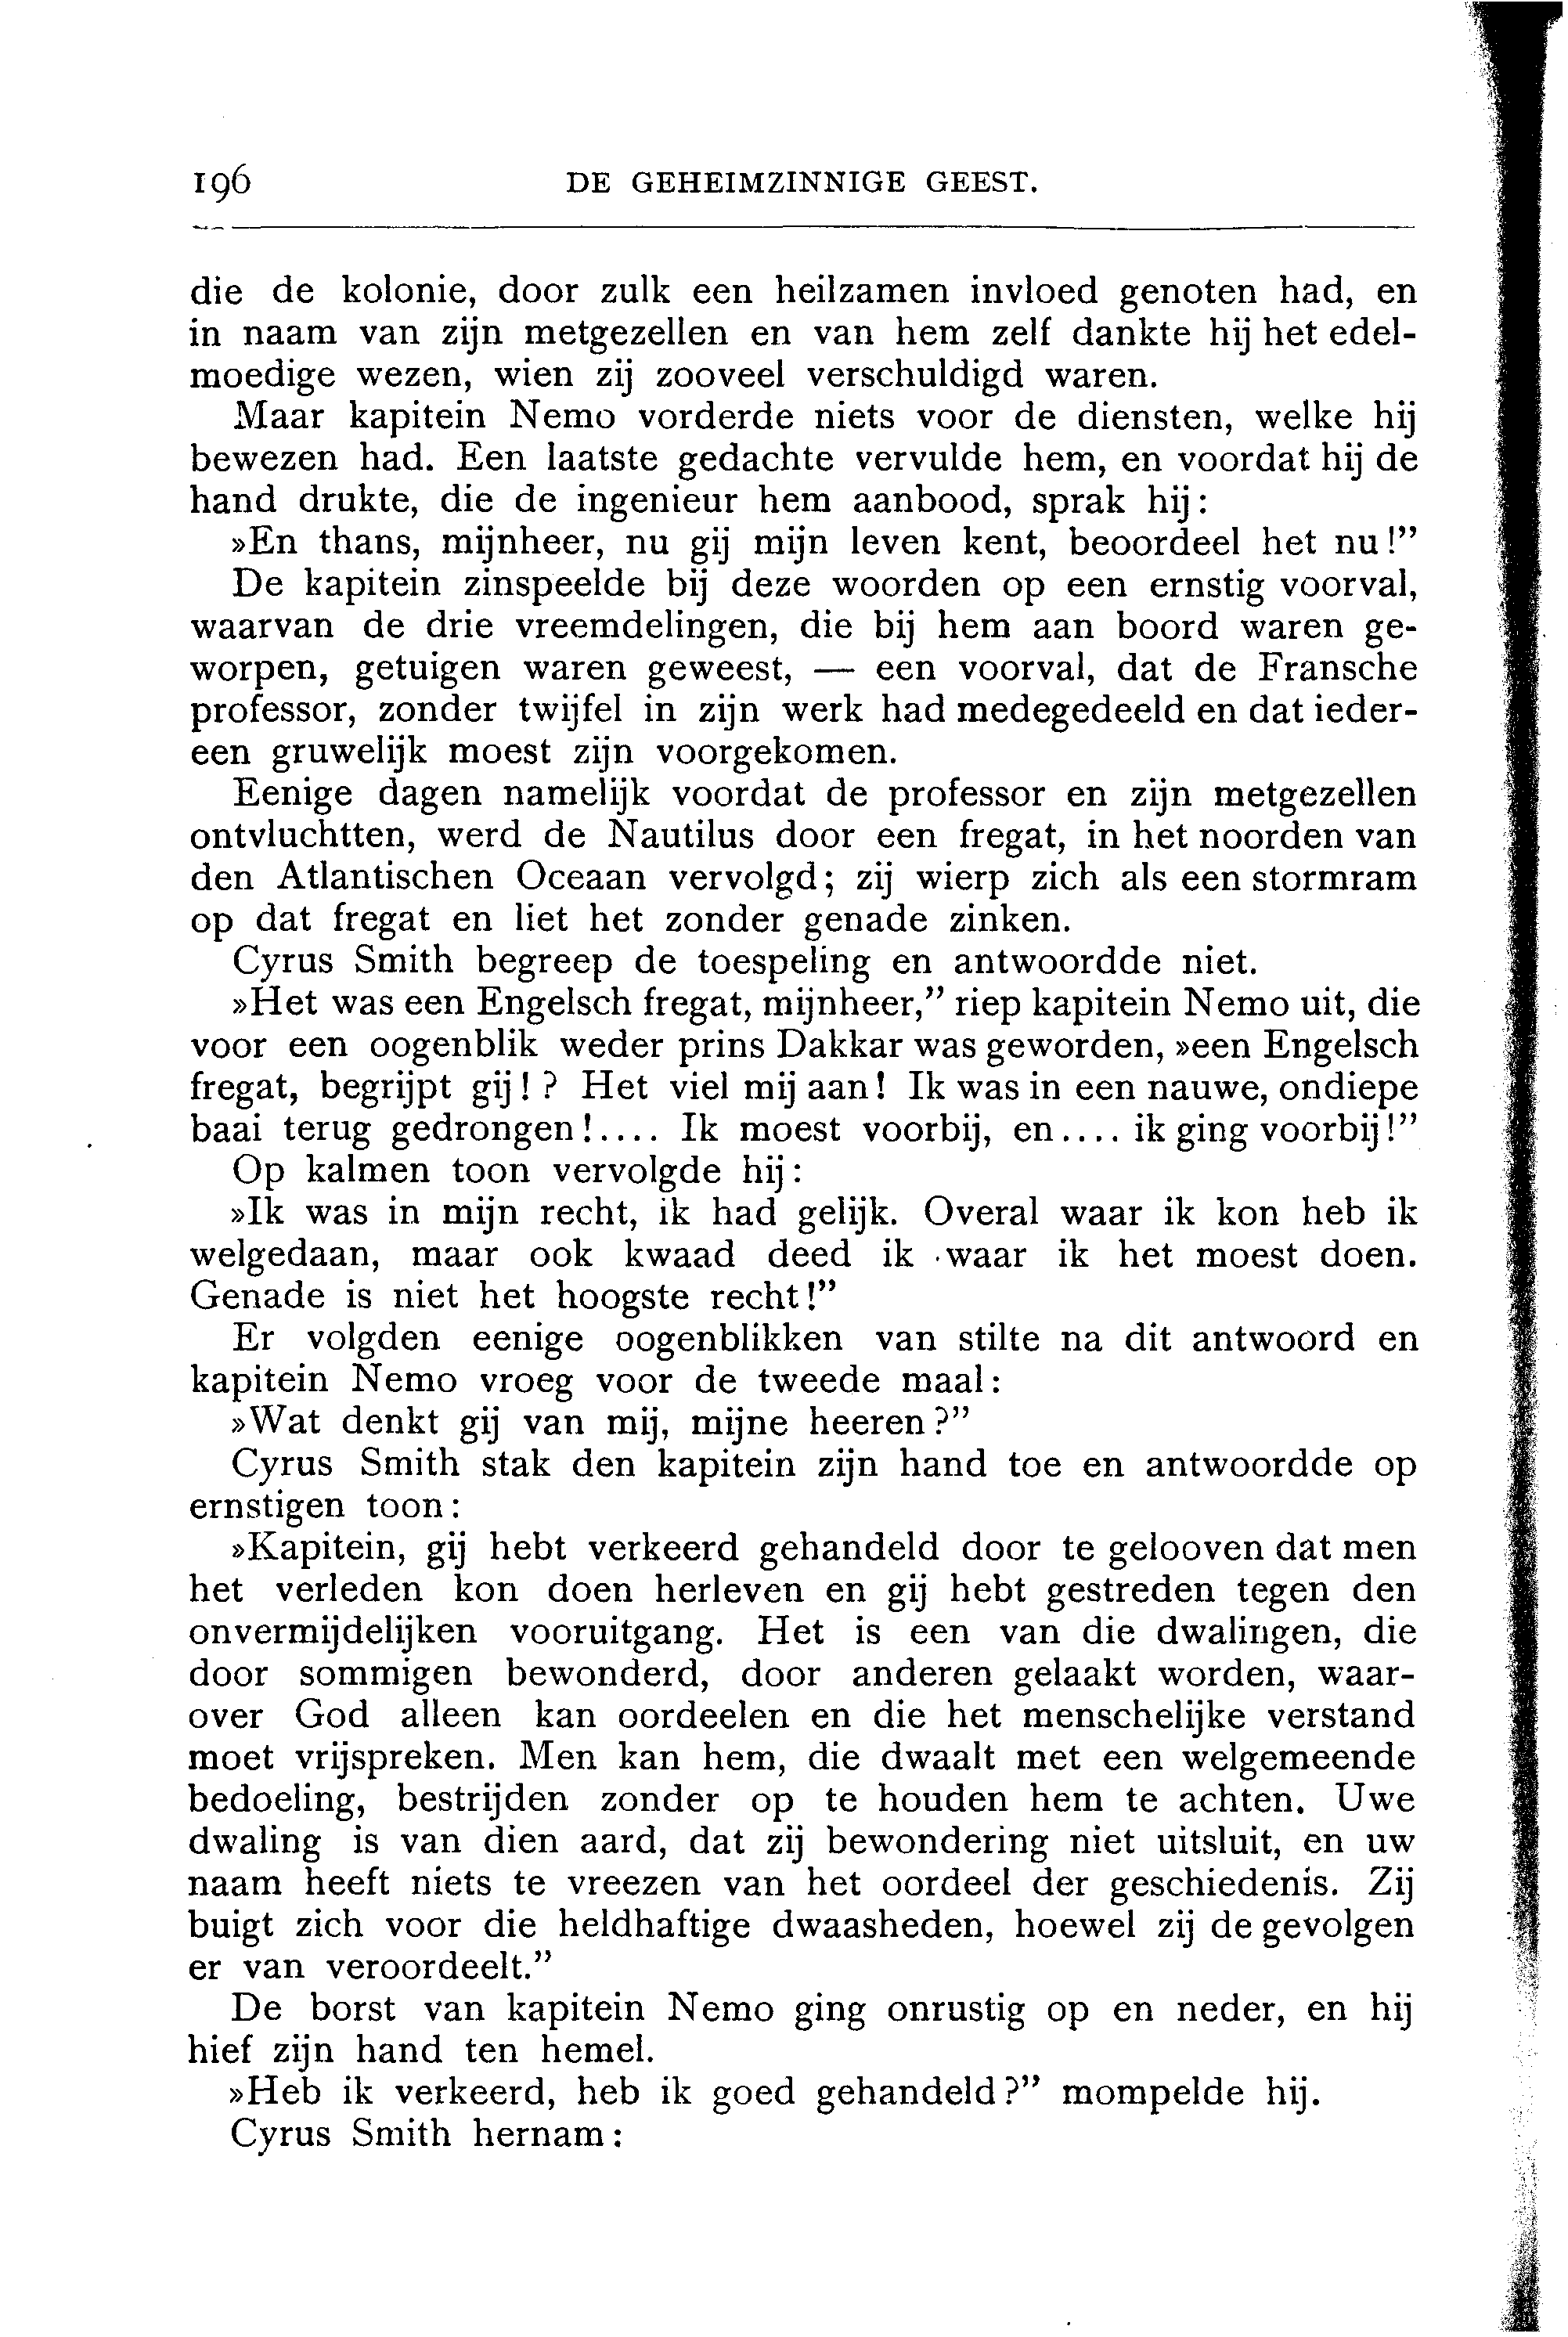 196 DE GEHEIMZINNIGE GEEST.
die de kolonie, door zulk een heilzamen invloed genoten had, en
in naam van zijn metgezellen en van hem zelf dankte hij het edel-
moedige wezen, wien zij zooveel verschuldigd waren.
Maar kapitein Nemo vorderde niets voor de diensten, welke hij
bewezen had. Een laatste gedachte vervulde hem, en voordat hij de
hand drukte, die de ingenieur hem aanbood, sprak hij:
»En thans, mijnheer, nu gij mijn leven kent, beoordeel het nu!”
De kapitein zinspeelde bij deze woorden op een ernstig voorval,
waarvan de drie vreemdelingen, die bij hem aan boord waren ge-
worpen, getuigen waren geweest, — een voorval, dat de Fransche
professor, zonder twijfel in zijn werk had medegedeeld en dat ieder-
een gruwelijk moest zijn voorgekomen.
Eenige dagen namelijk voordat de professor en zijn metgezellen
ontvluchtten, werd de Nautilus door een fregat, in het noorden van
den Atlantischen Oceaan vervolgd; zij wierp zich als een stormram
op dat fregat en liet het zonder genade zinken.
Cyrus Smith begreep de toespeling en antwoordde niet.
»Het was een Engelsch fregat, mijnheer,” riep kapitein Nemo uit, die
voor een oogenblik weder prins Dakkar was geworden, »een Engelsch
fregat, begrijpt gij! ? Het viel mij aan! Ik was in een nauwe, ondiepe
baai terug gedrongen!.... Ik moest voorbij, en.... ik ging voorbij!”
Op kalmen toon vervolgde hij:
»Ik was in mijn recht, ik had gelijk. Overal waar ik kon heb ik
welgedaan, maar ook kwaad deed ik waar ik het moest doen.
Genade is niet het hoogste recht!”
Er volgden eenige oogenblikken van stilte na dit antwoord en
kapitein Nemo vroeg voor de tweede maal:
»Wat denkt gij van mij, mijne heeren?”
Cyrus Smith stak den kapitein zijn hand toe en antwoordde op
ernstigen toon:
»Kapitein, gij hebt verkeerd gehandeld door te gelooven dat men
het verleden kon doen herleven en gij hebt gestreden tegen den
onvermijdelijken vooruitgang. Het is een van die dwalingen, die
door sommigen bewonderd, door anderen gelaakt worden, waar-
over God alleen kan oordeelen en die het menschelijke verstand
moet vrijspreken. Men kan hem, die dwaalt met een welgemeende
bedoeling, bestrijden zonder op te houden hem te achten. Uwe
dwaling is van dien aard, dat zij bewondering niet uitsluit, en uw
naam heeft niets te vreezen van het oordeel der geschiedenis. Zij
buigt zich voor die heldhaftige dwaasheden, hoewel zij de gevolgen
er van veroordeelt.”
De borst van kapitein Nemo ging onrustig op en neder, en hij
hief zijn hand ten hemel.
»Heb ik verkeerd, heb ik goed gehandeld?” mompelde hij.
Cyrus Smith hernam: